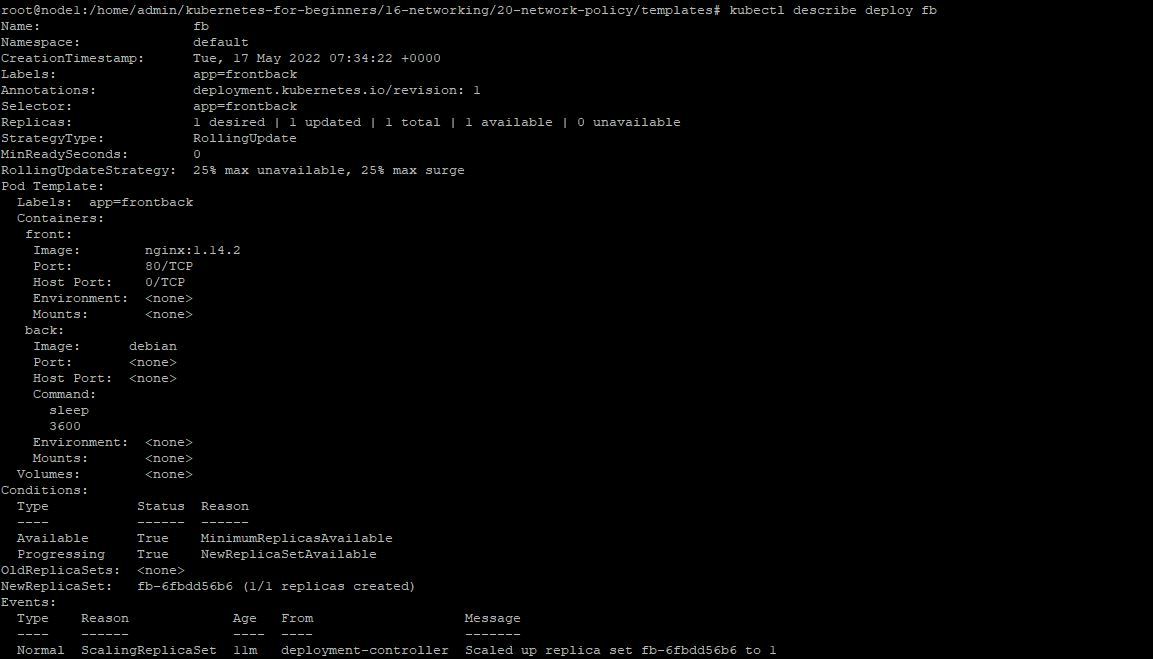 root@node1:/home/admin/kubernetes-for-beginners/16-networking/20-network-policy/templates# kubectl describe deploy fb
Name:                   fb
Namespace:              default
CreationTimestamp:      Tue, 17 May 2022 07:34:22 +0000
Labels:                 app=frontback
Annotations:            deployment.kubernetes.io/revision: 1
Selector:               app=frontback
Replicas:               1 desired | 1 updated | 1 total | 1 available | 0 unavailable
StrategyType:           RollingUpdate
MinReadySeconds:        0
RollingUpdateStrategy:  25% max unavailable, 25% max surge
Pod Template:
  Labels:  app=frontback
  Containers:
   front:
    Image:        nginx:1.14.2
    Port:         80/TCP
    Host Port:    0/TCP
    Environment:  <none>
    Mounts:       <none>
   back:
    Image:      debian
    Port:       <none>
    Host Port:  <none>
    Command:
      sleep
      3600
    Environment:  <none>
    Mounts:       <none>
  Volumes:        <none>
Conditions:
  Type           Status  Reason
  ----           ------  ------
  Available      True    MinimumReplicasAvailable
  Progressing    True    NewReplicaSetAvailable
OldReplicaSets:  <none>
NewReplicaSet:   fb-6fbdd56b6 (1/1 replicas created)
Events:
  Type    Reason             Age   From                   Message
  ----    ------             ----  ----                   -------
  Normal  ScalingReplicaSet  11m   deployment-controller  Scaled up replica set fb-6fbdd56b6 to 1